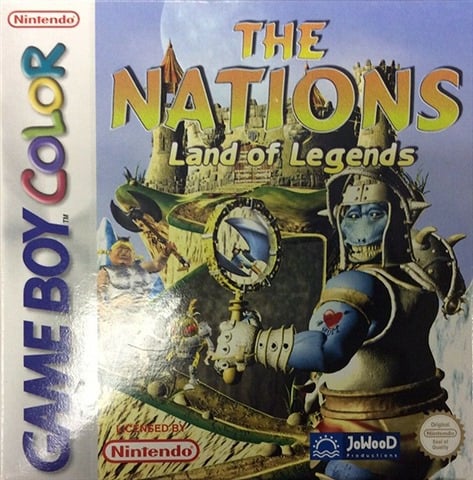 Nintendo
GAME BOY COLOR
TM
THE
NATIONS
Land of Legends
LICENSED BY
Nintendo
JoWooD
Productions
Original
Nintendo
Seal of
Quality